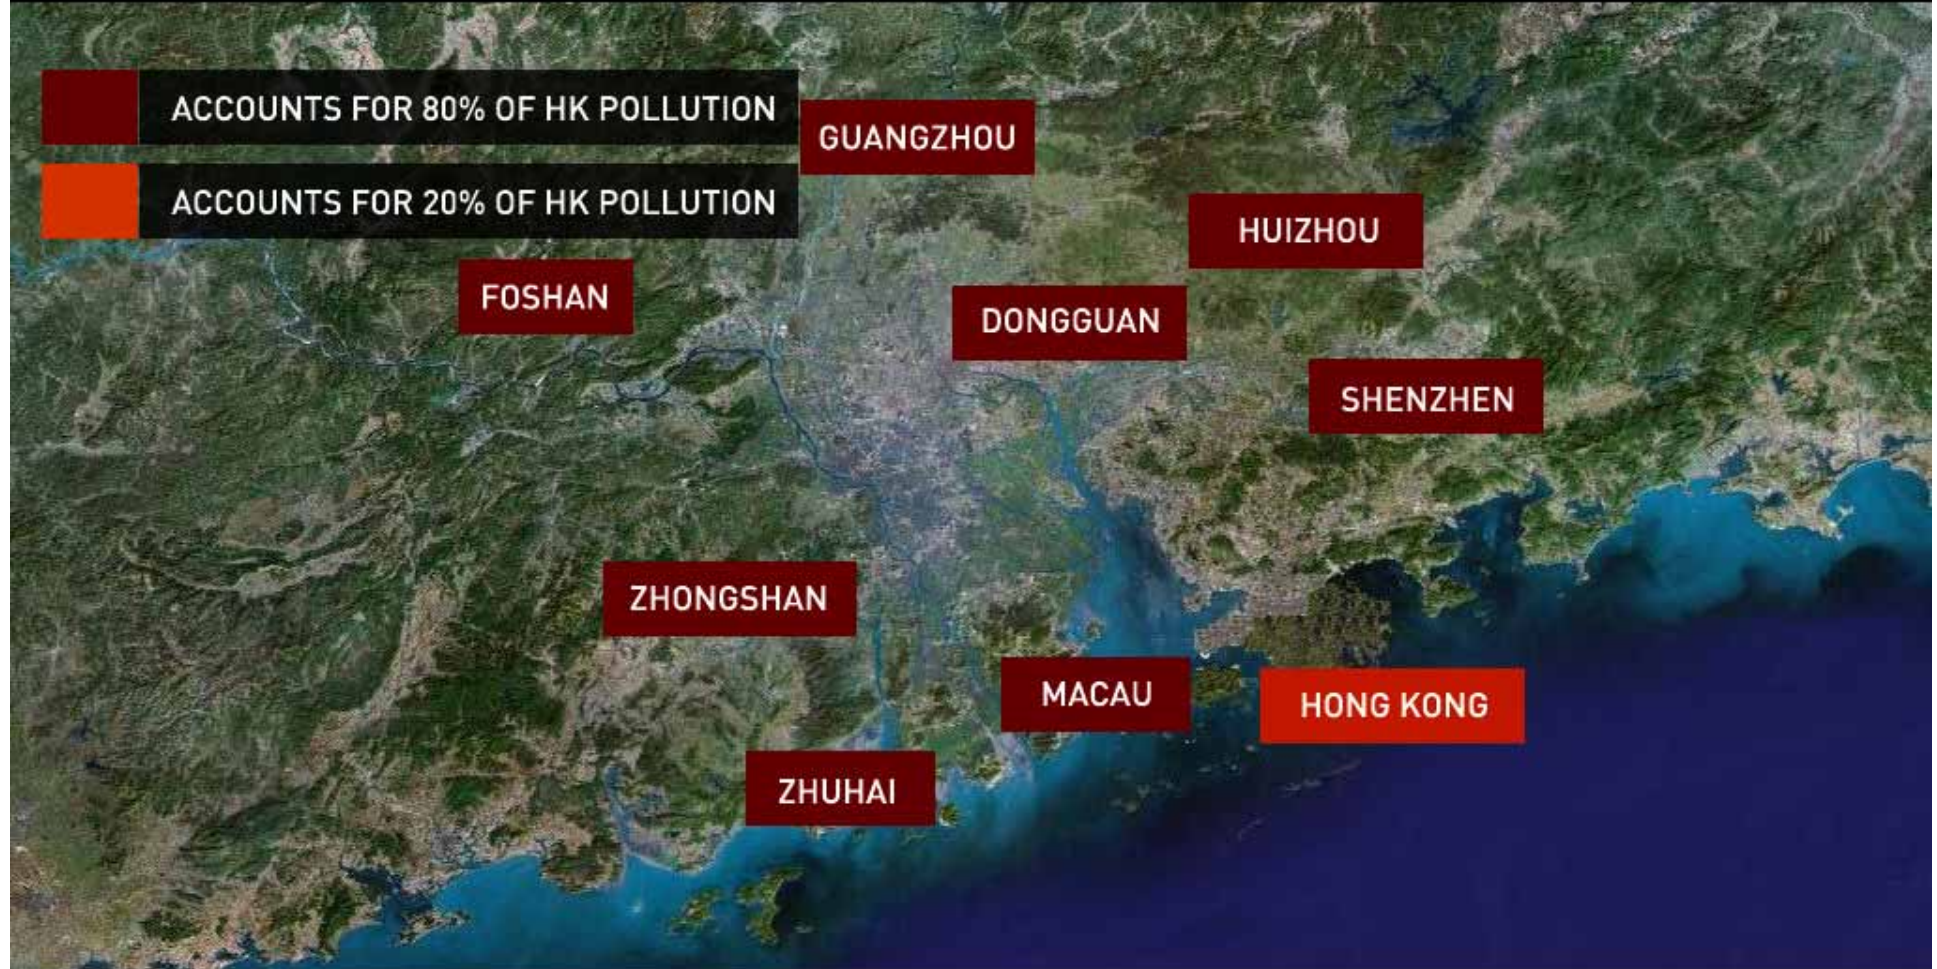 ACCOUNTS FOR 80% OF HK POLLUTION
ACCOUNTS FOR 20% OF HK POLLUTION
GUANGZHOU
HUIZHOU
FOSHAN
DONGGUAN
SHENZHEN
ZHONGSHAN
MACAU
HONG KONG
ZHUHAI